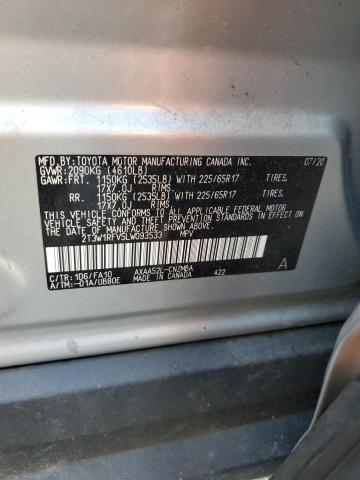 MFD.BY:TOYOTA MOTOR MANUFACTURING CANADA INC. 07/20
GVWR:2090KG (4610LB)
GAWR:FRT. 1150KG (2535LB) WITH 225/65R17 TIRES,
17X7.0J RIMS,
RR. 1150KG (2535LB) WITH 225/65R17 TIRES,
17X7.0J RIMS,
THIS VEHICLE CONFORMS TO ALL APPLICABLE FEDERAL MOTOR
VEHICLE SAFETY AND
THEFT PREVENTION STANDARDS IN EFFECT ON
THE DATE OF MANUFACTURE SHOWN ABOVE.
2T3W1RFV5LW093533 MPV
C/TR:106/FA10 AXAA52L-CNZMBA 422 A
A/TM:-01A/UB80E MADE IN CANADA